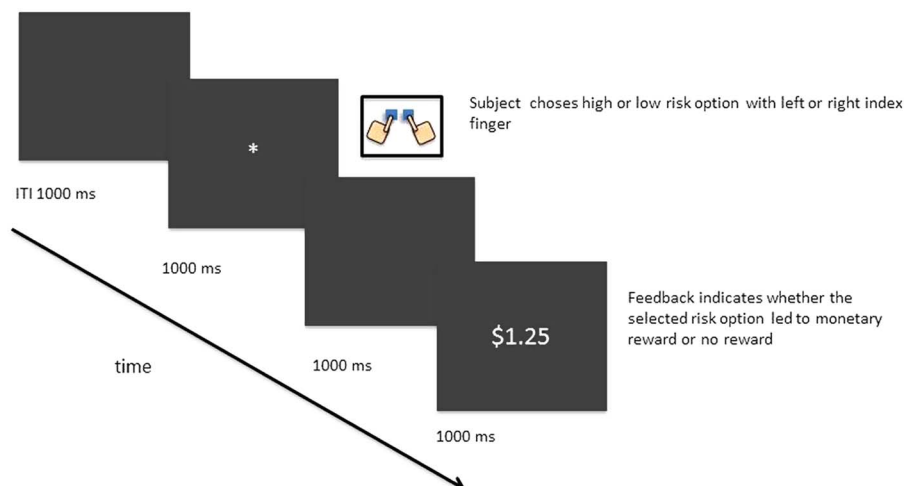 Subject choses high or low risk option with left or right index
finger
*
ITI 1000 ms
1000 ms
Feedback indicates whether the
selected risk option led to monetary
reward or no reward
$1.25
time
1000 ms
1000 ms